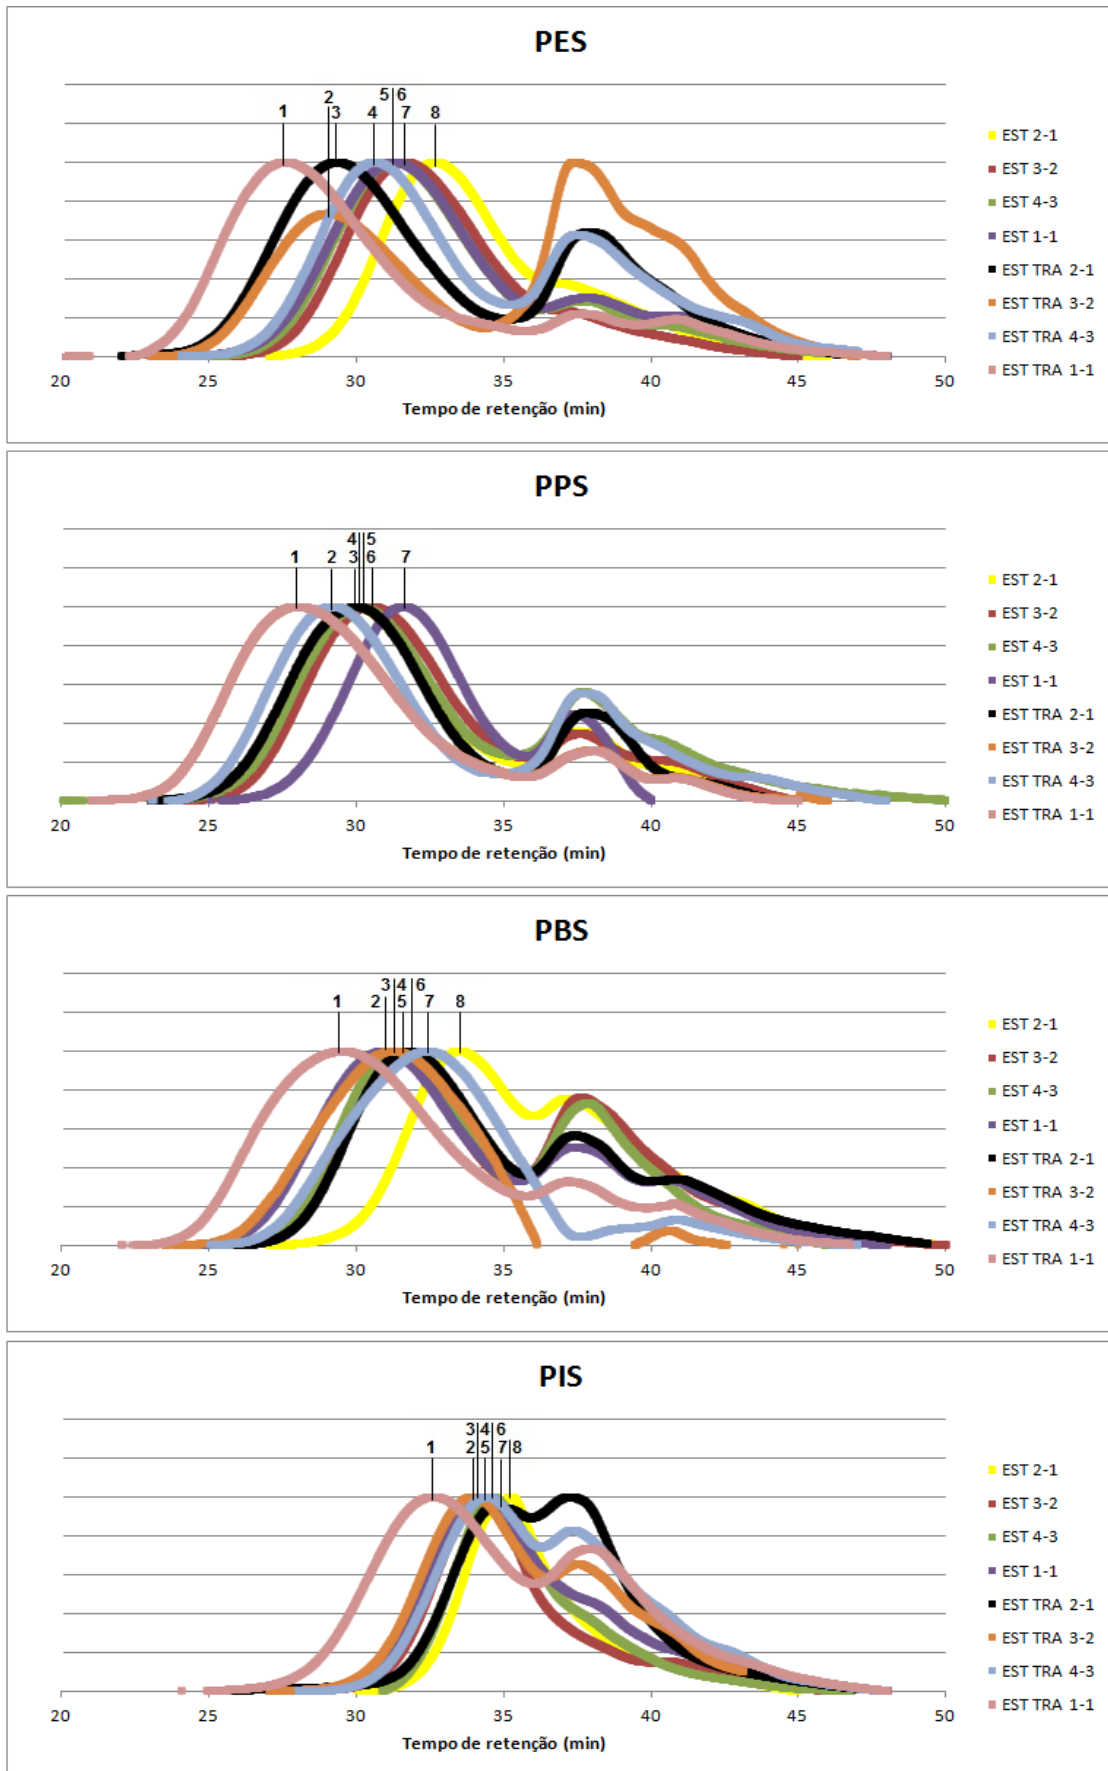 PES
2 5 6
1 3 4 7 8
EST 2-1
EST 3-2
EST 4-3
EST 1-1
EST TRA 2-1
EST TRA 3-2
EST TRA 4-3
EST TRA 1-1
20 25 30 35 40 45 50
Tempo de retenção (min)
PPS
4 5
1 2 3 6 7
EST 2-1
EST 3-2
EST 4-3
EST 1-1
EST TRA 2-1
EST TRA 3-2
EST TRA 4-3
EST TRA 1-1
20 25 30 35 40 45 50
Tempo de retenção (min)
PBS
3 4 6
1 2 5 7 8
EST 2-1
EST 3-2
EST 4-3
EST 1-1
EST TRA 2-1
EST TRA 3-2
EST TRA 4-3
EST TRA 1-1
20 25 30 35 40 45 50
Tempo de retenção (min)
PIS
3 4 6
1 2 5 7 8
EST 2-1
EST 3-2
EST 4-3
EST 1-1
EST TRA 2-1
EST TRA 3-2
EST TRA 4-3
EST TRA 1-1
20 25 30 35 40 45 50
Tempo de retenção (min)